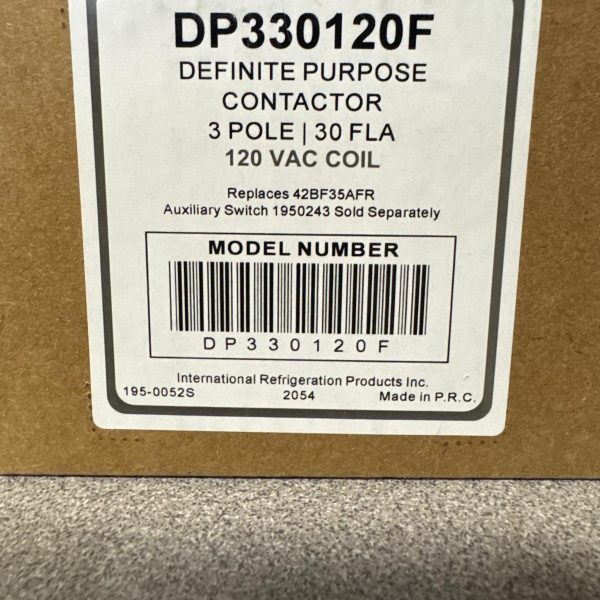 DP330120F
DEFINITE PURPOSE
CONTACTOR
3 POLE | 30 FLA
120 VAC COIL
Replaces 42BF35AFR
Auxiliary Switch 1950243 Sold Separately
MODEL NUMBER
DP330120F
International Refrigeration Products Inc.
195-0052S 2054 Made in P.R.C.